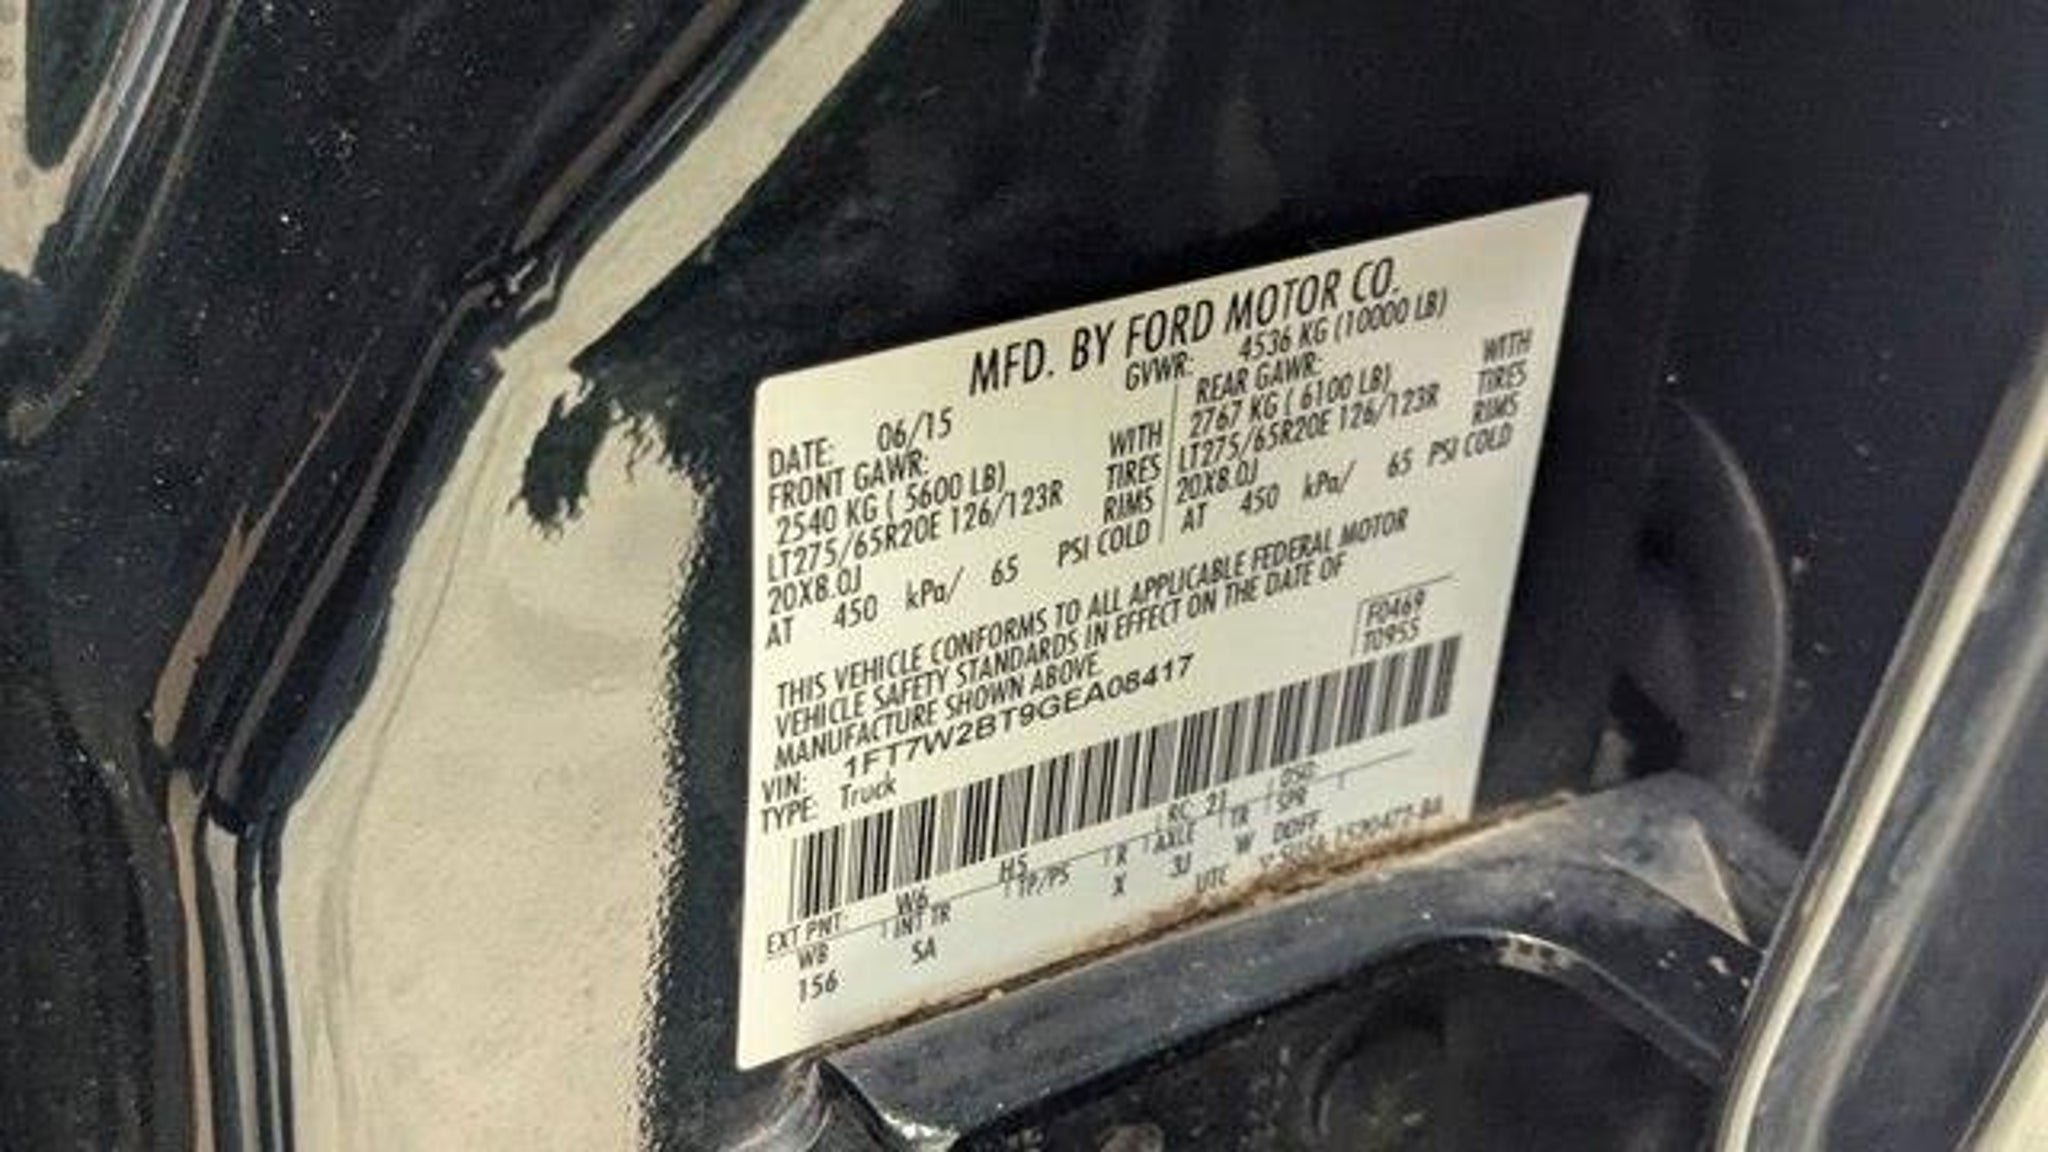 MFD. BY FORD MOTOR CO.
DATE: 06/15
GVWR: 4536 KG (10000 LB)
FRONT GAWR:
2540 KG ( 5600 LB)
WITH
LT275/65R20E 126/123R
TIRES
20X8.0J
RIMS
AT 450 kPa/ 65 PSI COLD
REAR GAWR:
2767 KG ( 6100 LB)
WITH
LT275/65R20E 126/123R
TIRES
20X8.0J
RIMS
AT 450 kPa/ 65 PSI COLD
THIS VEHICLE CONFORMS TO ALL APPLICABLE FEDERAL MOTOR
VEHICLE SAFETY STANDARDS IN EFFECT ON THE DATE OF
MANUFACTURE SHOWN ABOVE
F0469
T0955
VIN: 1FT7W2BT9GEA08417
TYPE: Truck
EXT PNT: W6 H5 RC: 21 DSO:
WB INT TR TP/PS R AXLE TR SPR
156 SA X 3J W DDFF
UTC